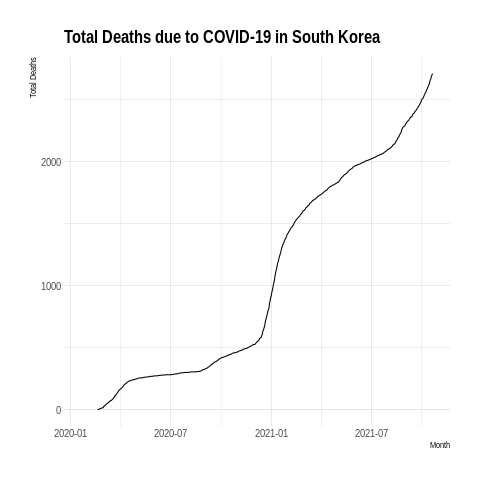 Total Deaths due to COVID-19 in South Korea
Total Deaths
2000
1000
0
2020-01 2020-07 2021-01 2021-07
Month